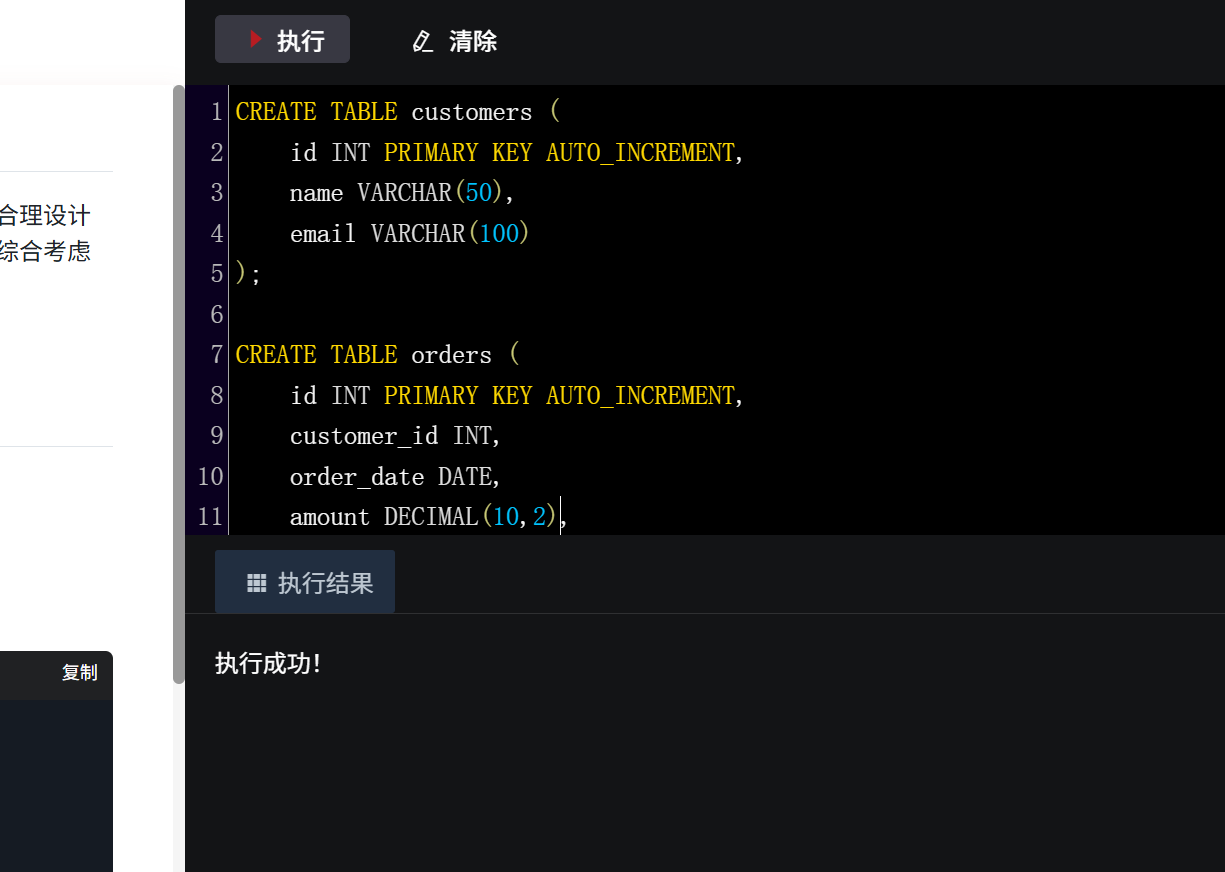 执行 清除
合理设计
综合考虑
复制
1 CREATE TABLE customers (
2     id INT PRIMARY KEY AUTO_INCREMENT,
3     name VARCHAR(50),
4     email VARCHAR(100)
5 );
6
7 CREATE TABLE orders (
8     id INT PRIMARY KEY AUTO_INCREMENT,
9     customer_id INT,
10     order_date DATE,
11     amount DECIMAL(10,2),
执行结果
执行成功!